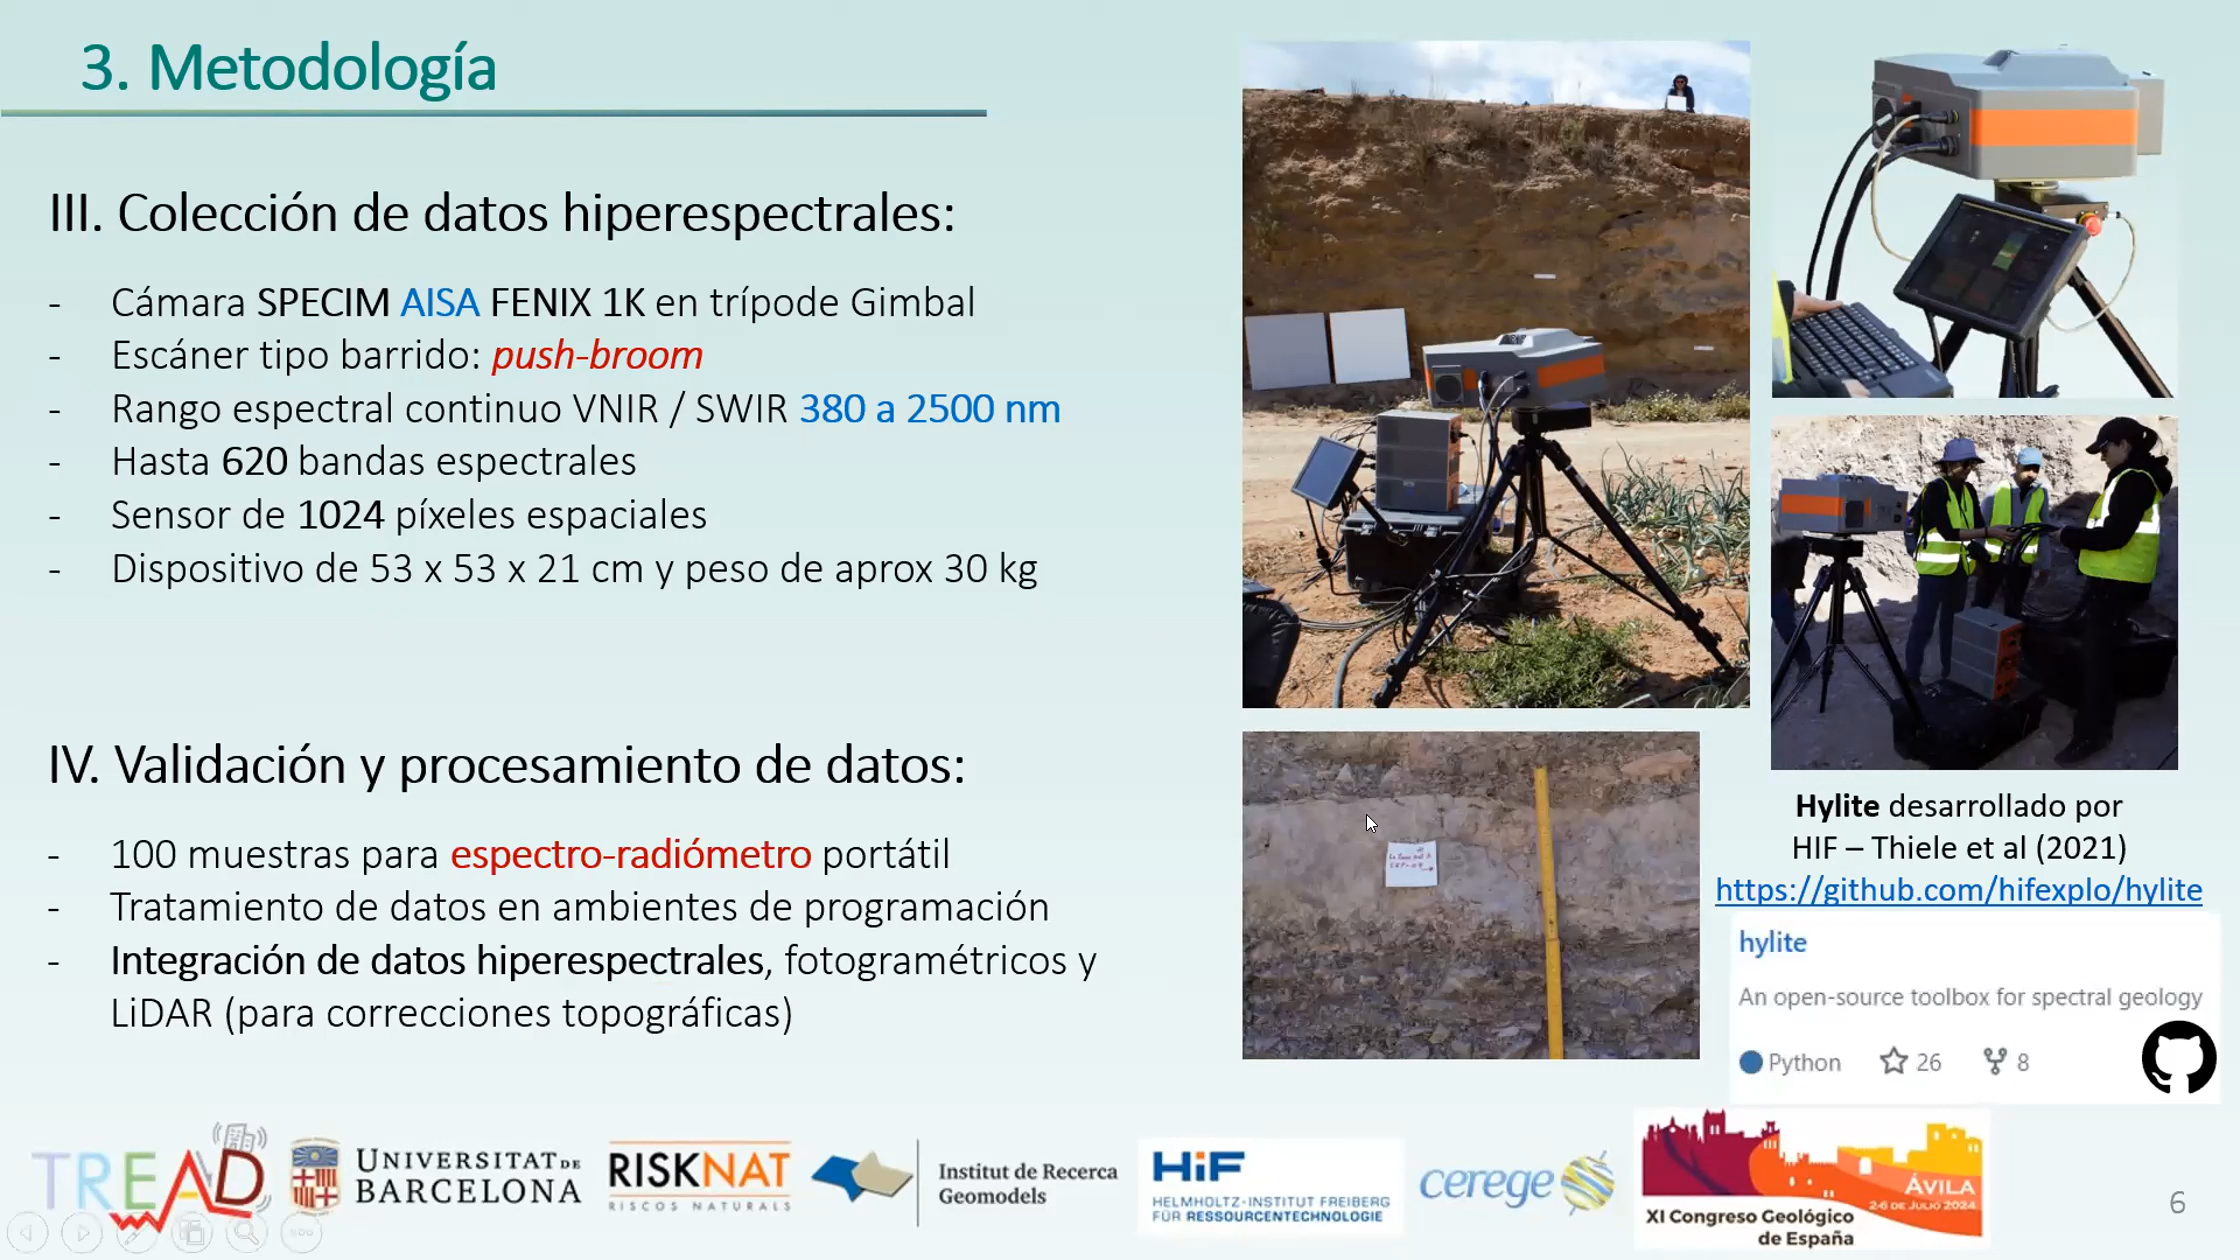 3. Metodología
III. Colección de datos hiperespectrales:
- Cámara SPECIM AISA FENIX 1K en trípode Gimbal
- Escáner tipo barrido: push-broom
- Rango espectral continuo VNIR / SWIR 380 a 2500 nm
- Hasta 620 bandas espectrales
- Sensor de 1024 píxeles espaciales
- Dispositivo de 53 x 53 x 21 cm y peso de aprox 30 kg
IV. Validación y procesamiento de datos:
- 100 muestras para espectro-radiómetro portátil
- Tratamiento de datos en ambientes de programación
- Integración de datos hiperespectrales, fotogramétricos y
LiDAR (para correcciones topográficas)
Hylite desarrollado por
HIF – Thiele et al (2021)
https://github.com/hifexplo/hylite
hylite
An open-source toolbox for spectral geology
Python 26 8
TREAD
UNIVERSITAT DE
BARCELONA
RISKNAT
RISCOS NATURALS
Institut de Recerca
Geomodels
HiF
HELMHOLTZ-INSTITUT FREIBERG
FÜR RESSOURCENTECHNOLOGIE
cerege
ÁVILA
2-6 DE JULIO 2024
XI Congreso Geológico
de España
6